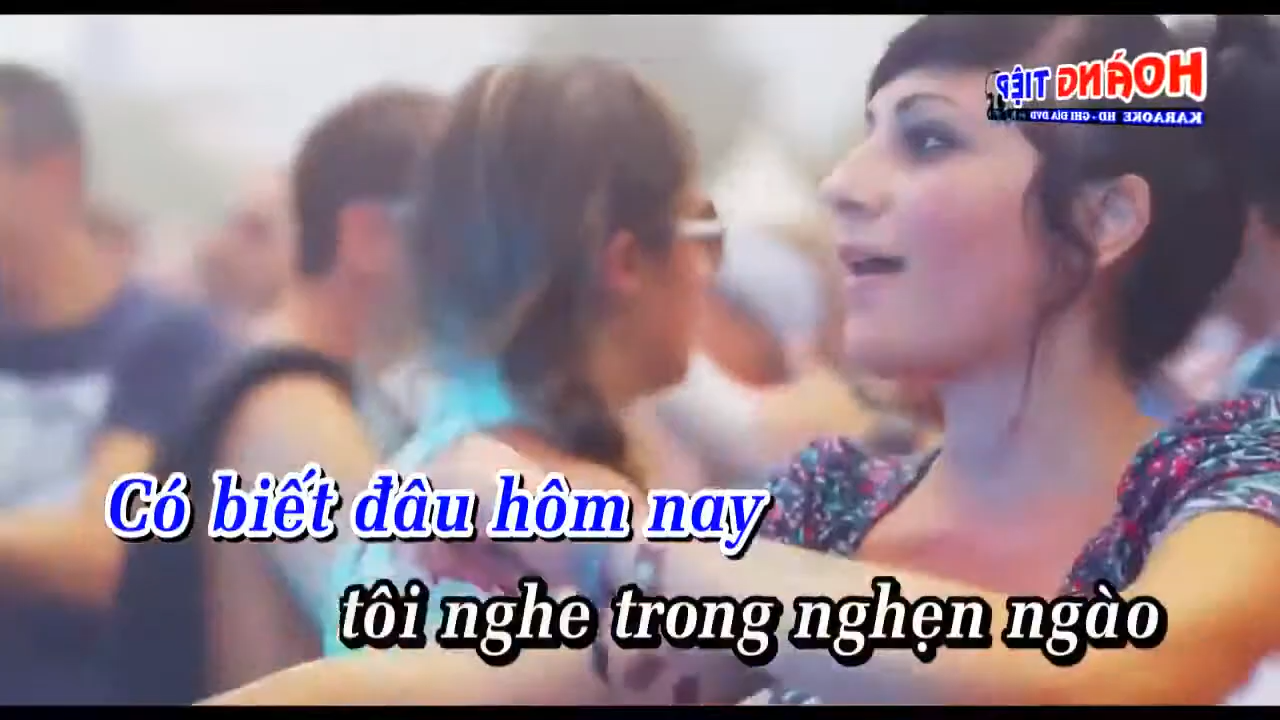 HOÀNG TIỆP
KARAOKE HD - GHI ĐĨA DVD
Có biết đâu hôm nay
tôi nghe trong nghẹn ngào